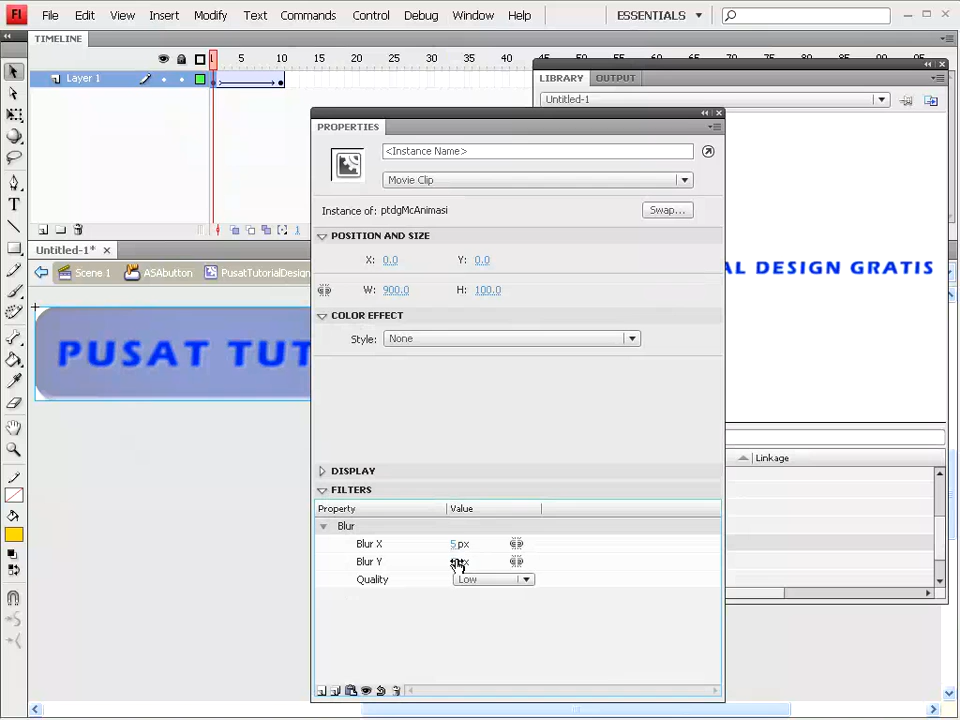 Fl File Edit View Insert Modify Text Commands Control Debug Window Help ESSENTIALS
TIMELINE
1 5 10 15 20 25 30 35 40
Layer 1
LIBRARY OUTPUT
Untitled-1
PROPERTIES
<Instance Name>
Movie Clip
Instance of: ptdgMcAnimasi Swap...
POSITION AND SIZE
X: 0.0 Y: 0.0
W: 900.0 H: 100.0
COLOR EFFECT
Style: None
DISPLAY
FILTERS
Property Value
Blur
Blur X 5 px
Blur Y
Quality Low
Untitled-1*
Scene 1 ASAbutton PusatTutorialDesign
PUSAT TUT
AL DESIGN GRATIS
Linkage